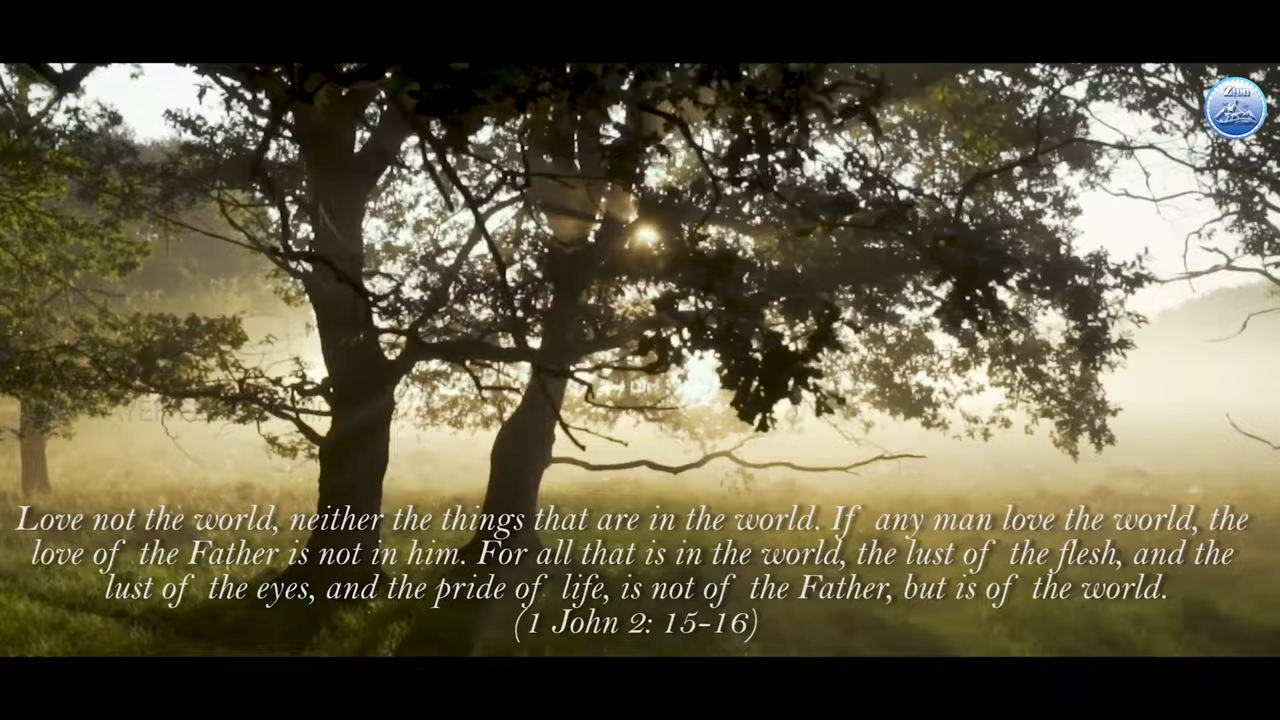 Zion
Love not the world, neither the things that are in the world. If any man love the world, the
love of the Father is not in him. For all that is in the world, the lust of the flesh, and the
lust of the eyes, and the pride of life, is not of the Father, but is of the world.
(1 John 2: 15-16)